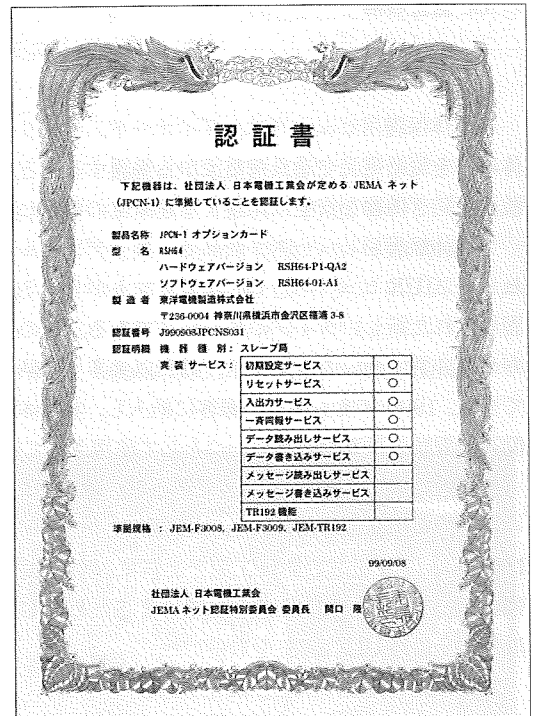 認証書
下記機器は、社団法人 日本電機工業会が定める JEMA ネット
(JPCN-1) に準拠していることを認証します。
製品名称 JPCN-1 オプションカード
型 名 RSH64
ハードウェアバージョン RSH64-P1-QA2
ソフトウェアバージョン RSH64-01-A1
製造者 東洋電機製造株式会社
〒236-0004 神奈川県横浜市金沢区福浦 3-8
認証番号 J990908JPCNS031
認証明細 機器種別: スレーブ局
実装サービス: 初期設定サービス ○
リセットサービス ○
入出力サービス ○
一斉同報サービス ○
データ読み出しサービス ○
データ書き込みサービス ○
メッセージ読み出しサービス
メッセージ書き込みサービス
TR192 機能
準拠規格 : JEM-F3008, JEM-F3009, JEM-TR192
99/09/08
社団法人 日本電機工業会
JEMA ネット認証特別委員会 委員長 関口 隆